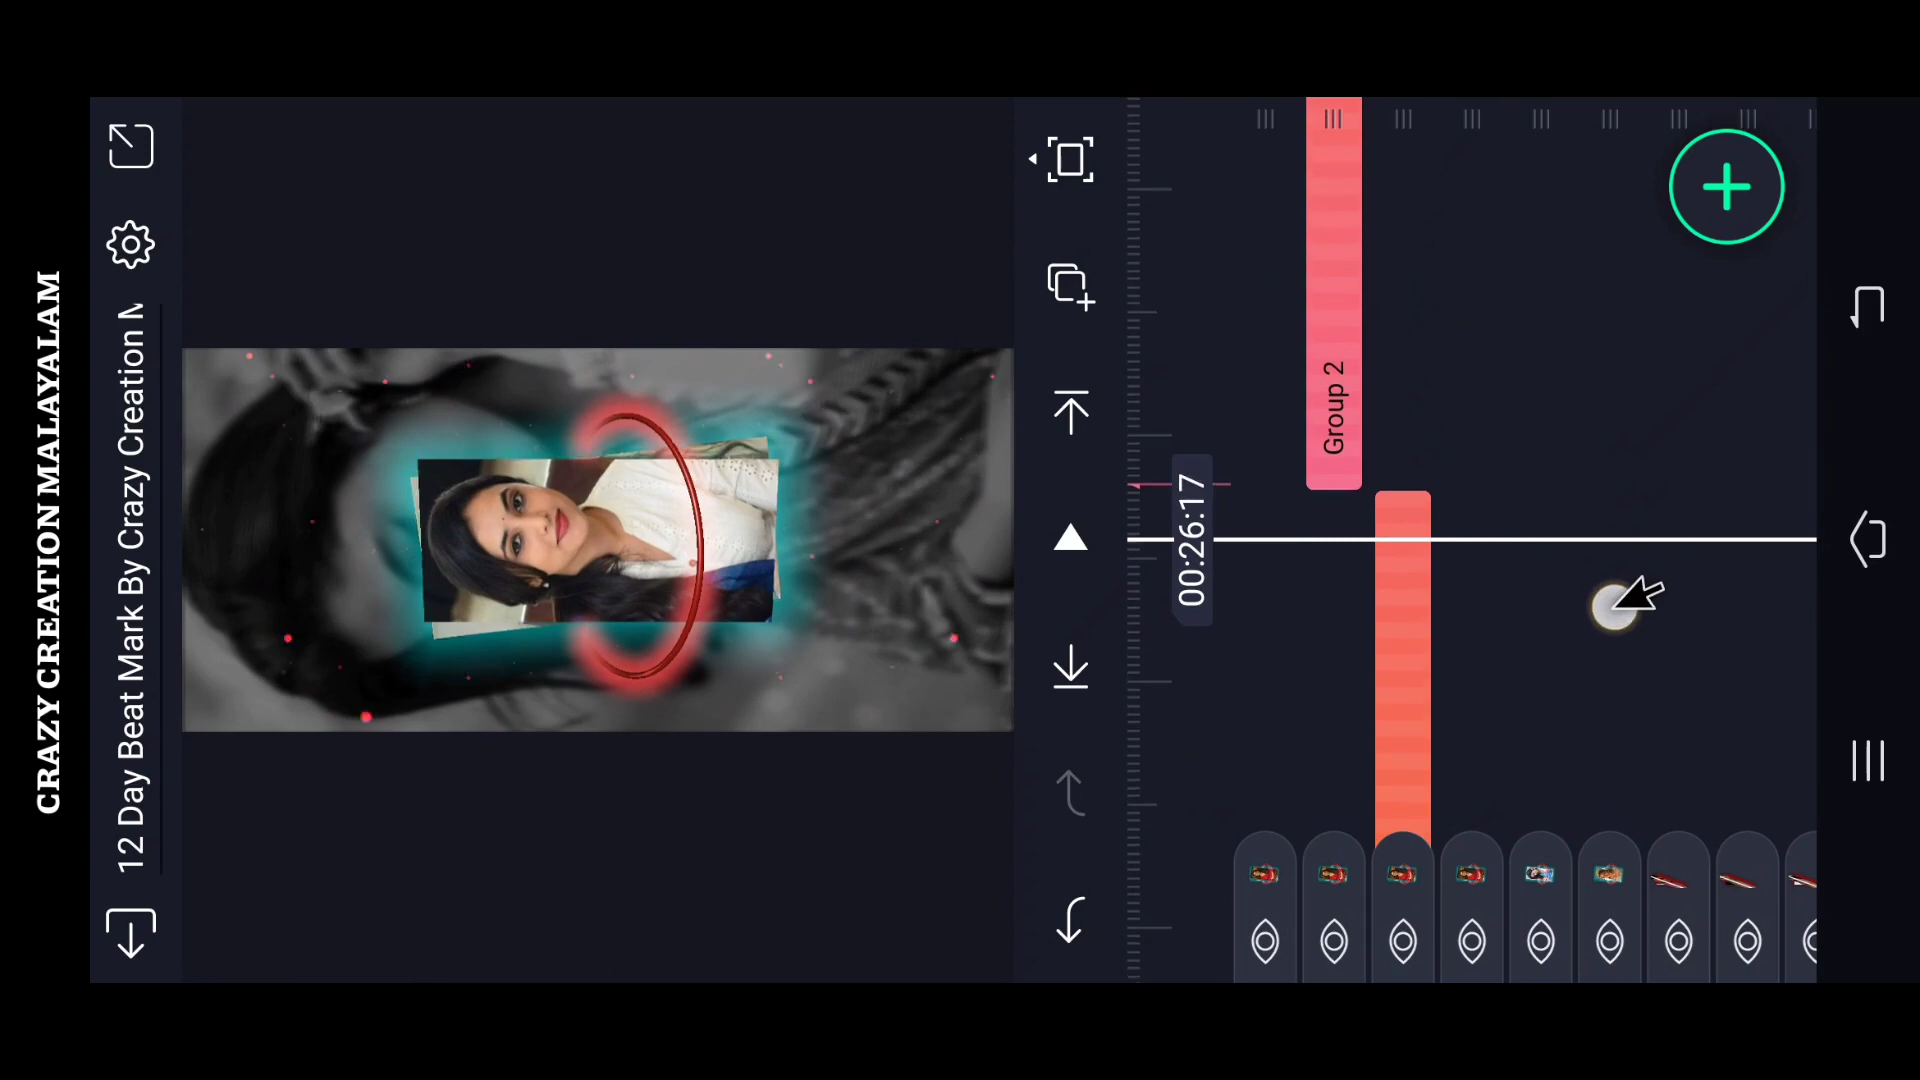 CRAZY CREATION MALAYALAM
12 Day Beat Mark By Crazy Creation
00:26:17
Group 2